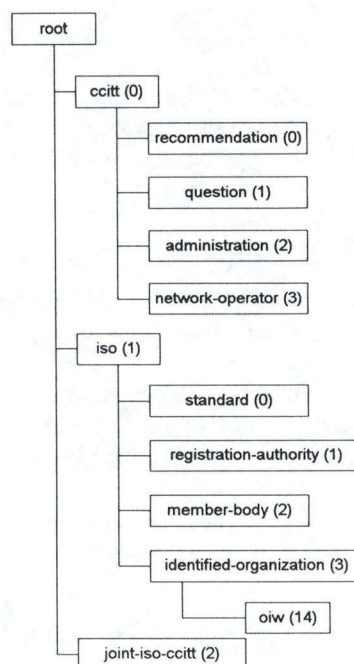 root
ccitt (0)
recommendation (0)
question (1)
administration (2)
network-operator (3)
iso (1)
standard (0)
registration-authority (1)
member-body (2)
identified-organization (3)
oiw (14)
joint-iso-ccitt (2)